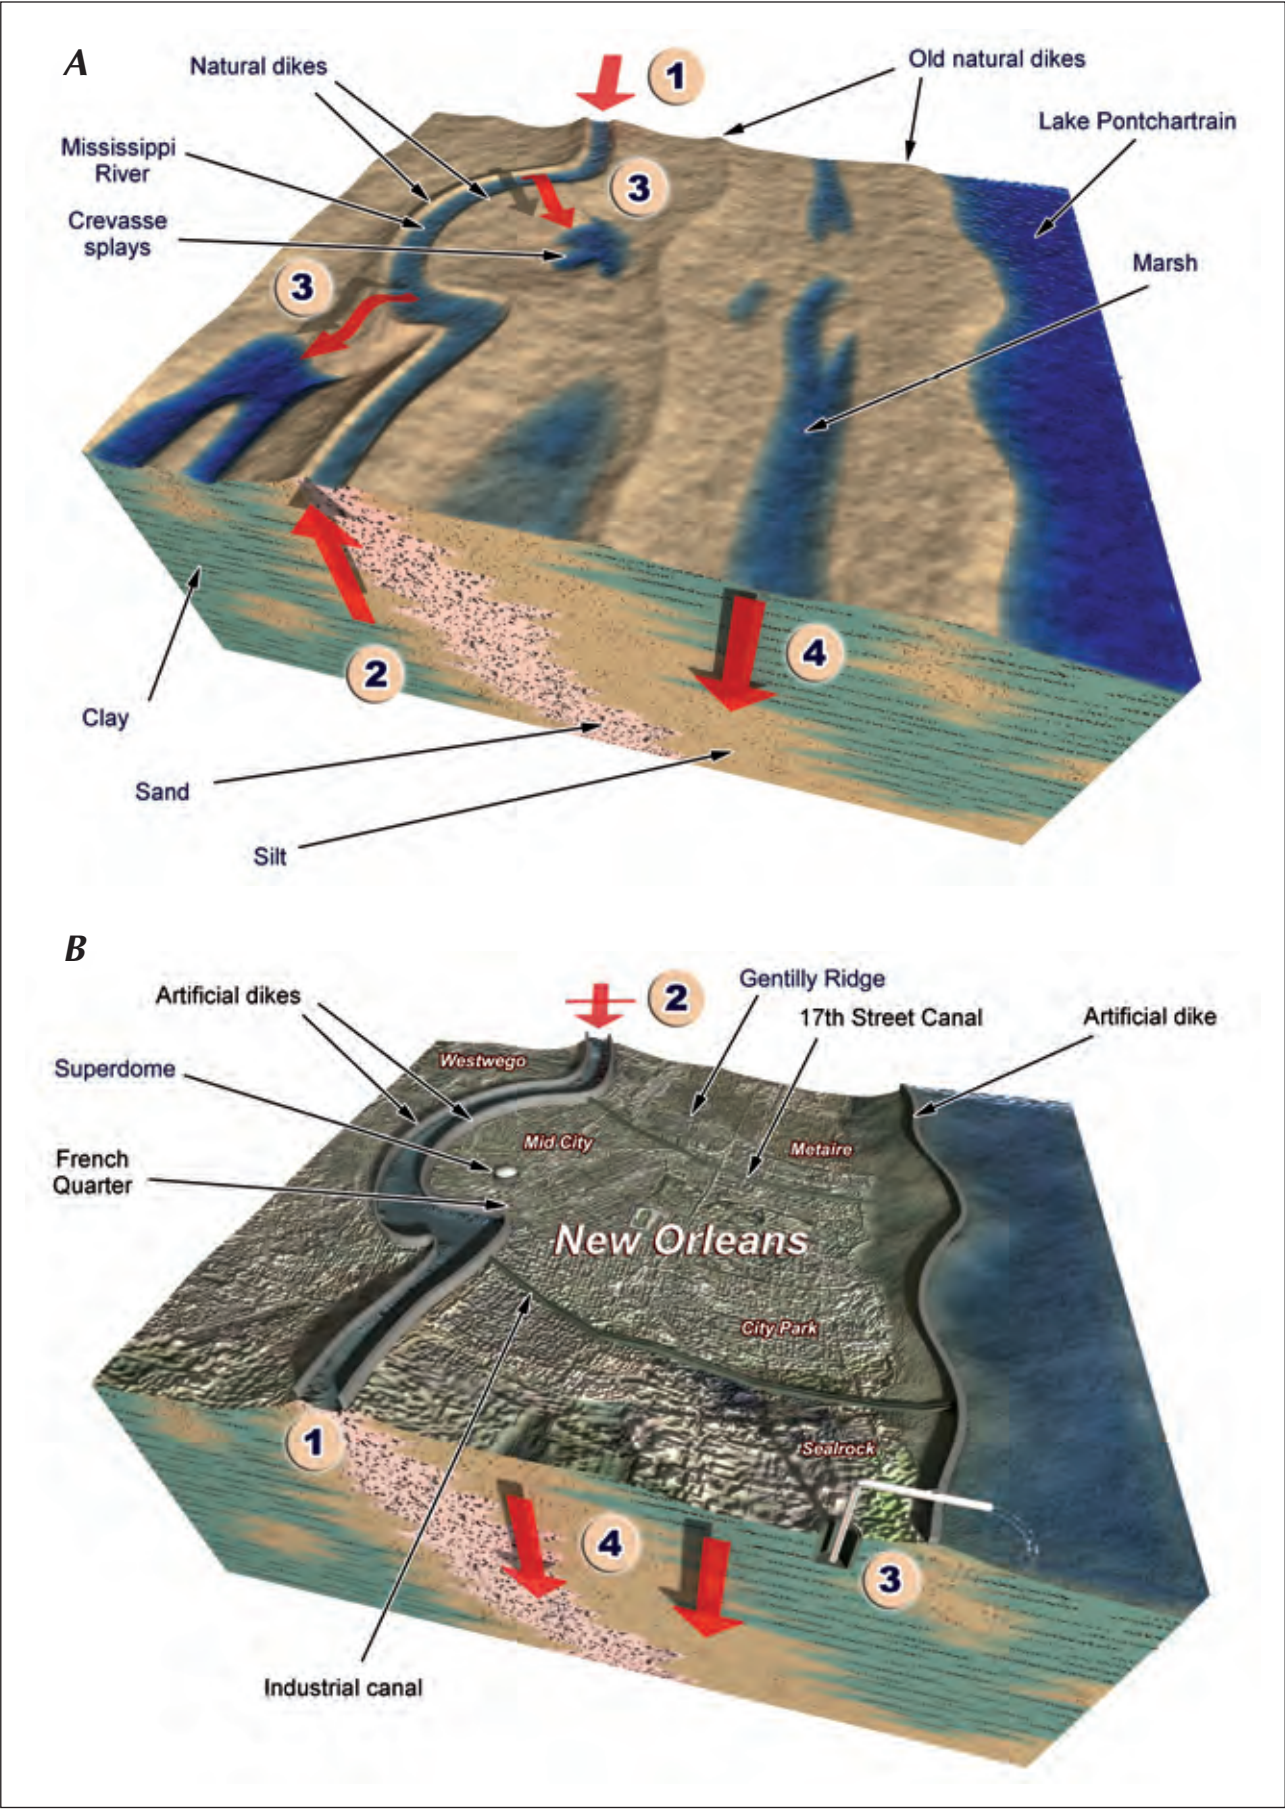 A
Natural dikes
1
Old natural dikes
Lake Pontchartrain
Mississippi
River
3
Crevasse
splays
Marsh
3
4
2
Clay
Sand
Silt
B
Artificial dikes
2
Gentilly Ridge
17th Street Canal
Artificial dike
Westwego
Superdome
Mid City
Metaire
French
Quarter
New Orleans
City Park
1
Sealrock
4
3
Industrial canal